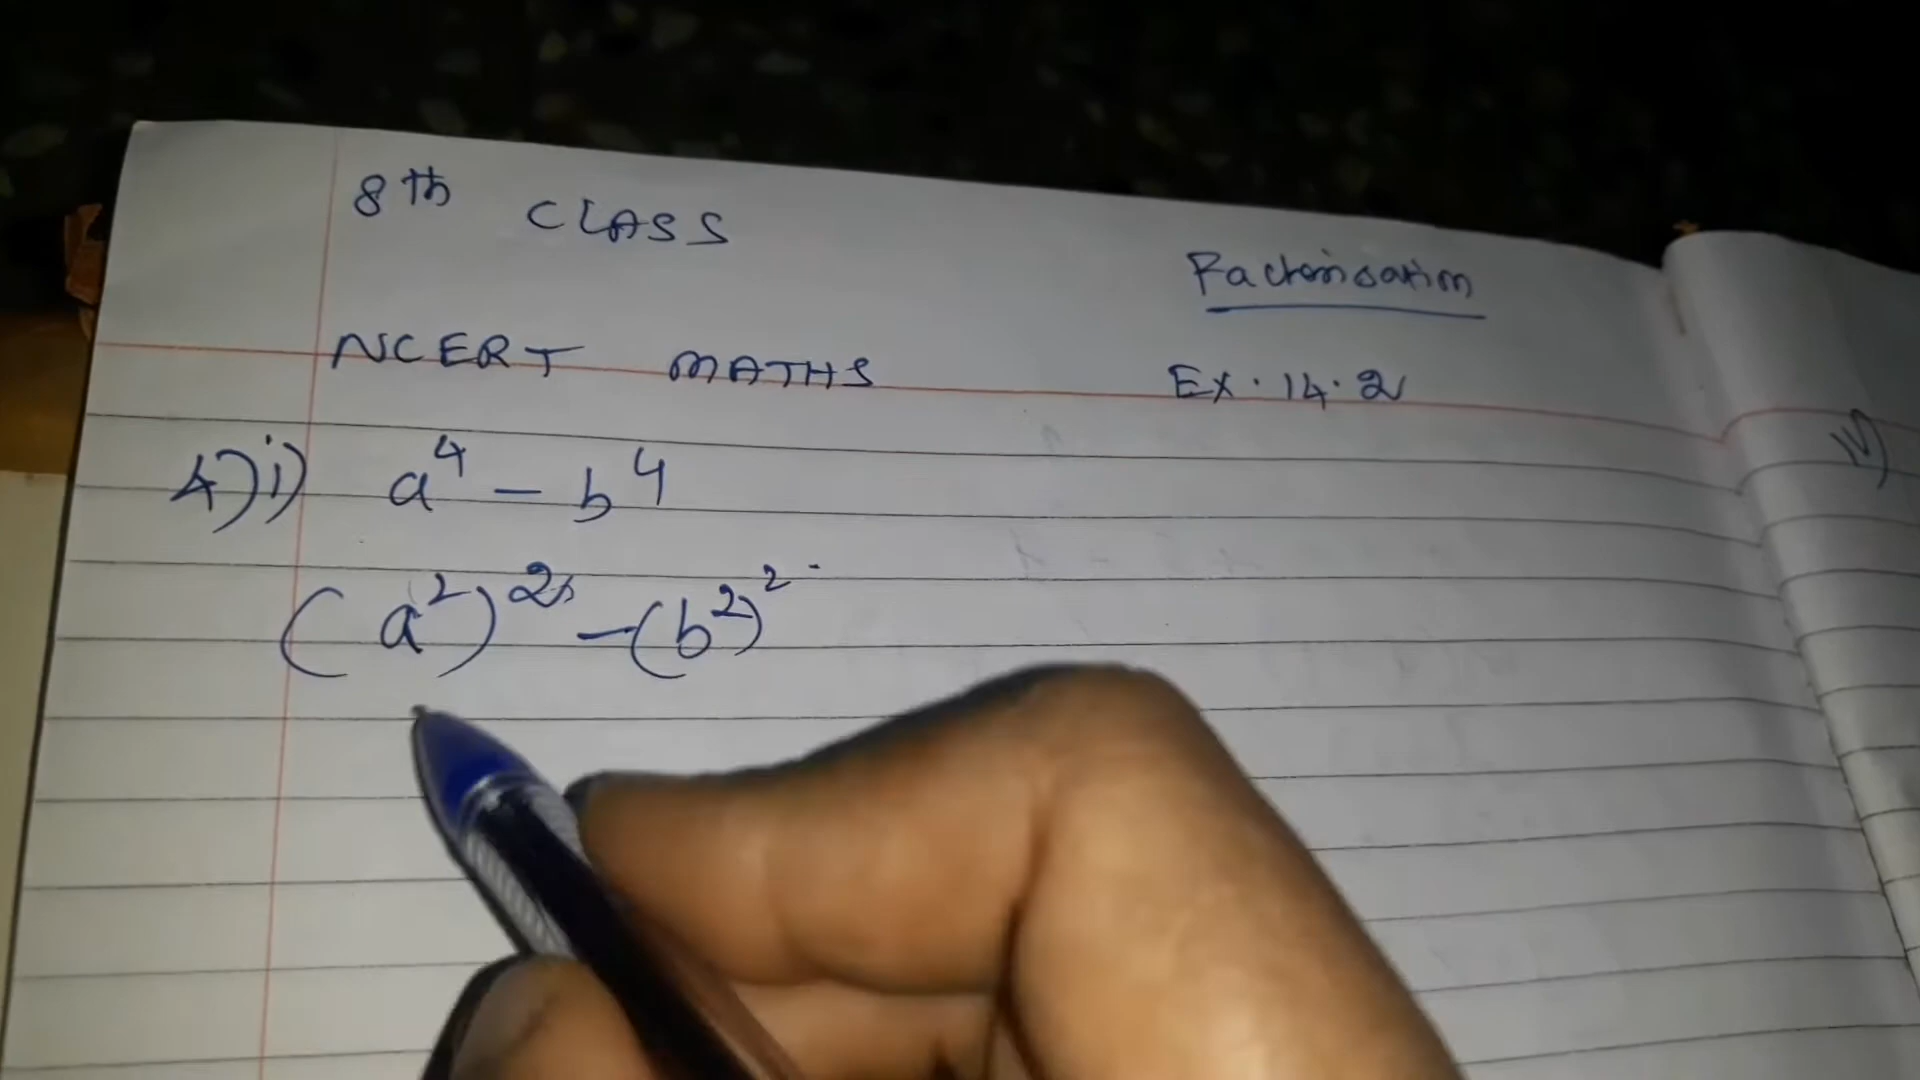 8th CLASS
Factorisation
NCERT MATHS
Ex. 14.2
4) i) a⁴ - b⁴
(a²)² - (b²)²
v)